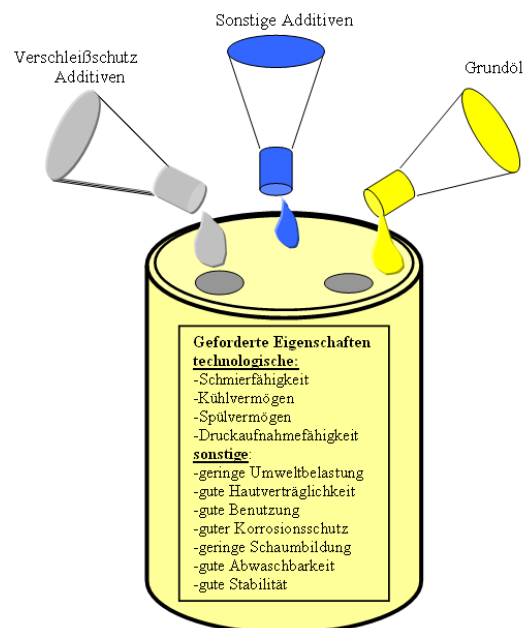 Sonstige Additiven
Verschleißschutz
Additiven
Grundöl
Geforderte Eigenschaften
technologische:
-Schmierfähigkeit
-Kühlvermögen
-Spülvermögen
-Druckaufnahmefähigkeit
sonstige:
-geringe Umweltbelastung
-gute Hautverträglichkeit
-gute Benutzung
-guter Korrosionsschutz
-geringe Schaumbildung
-gute Abwaschbarkeit
-gute Stabilität